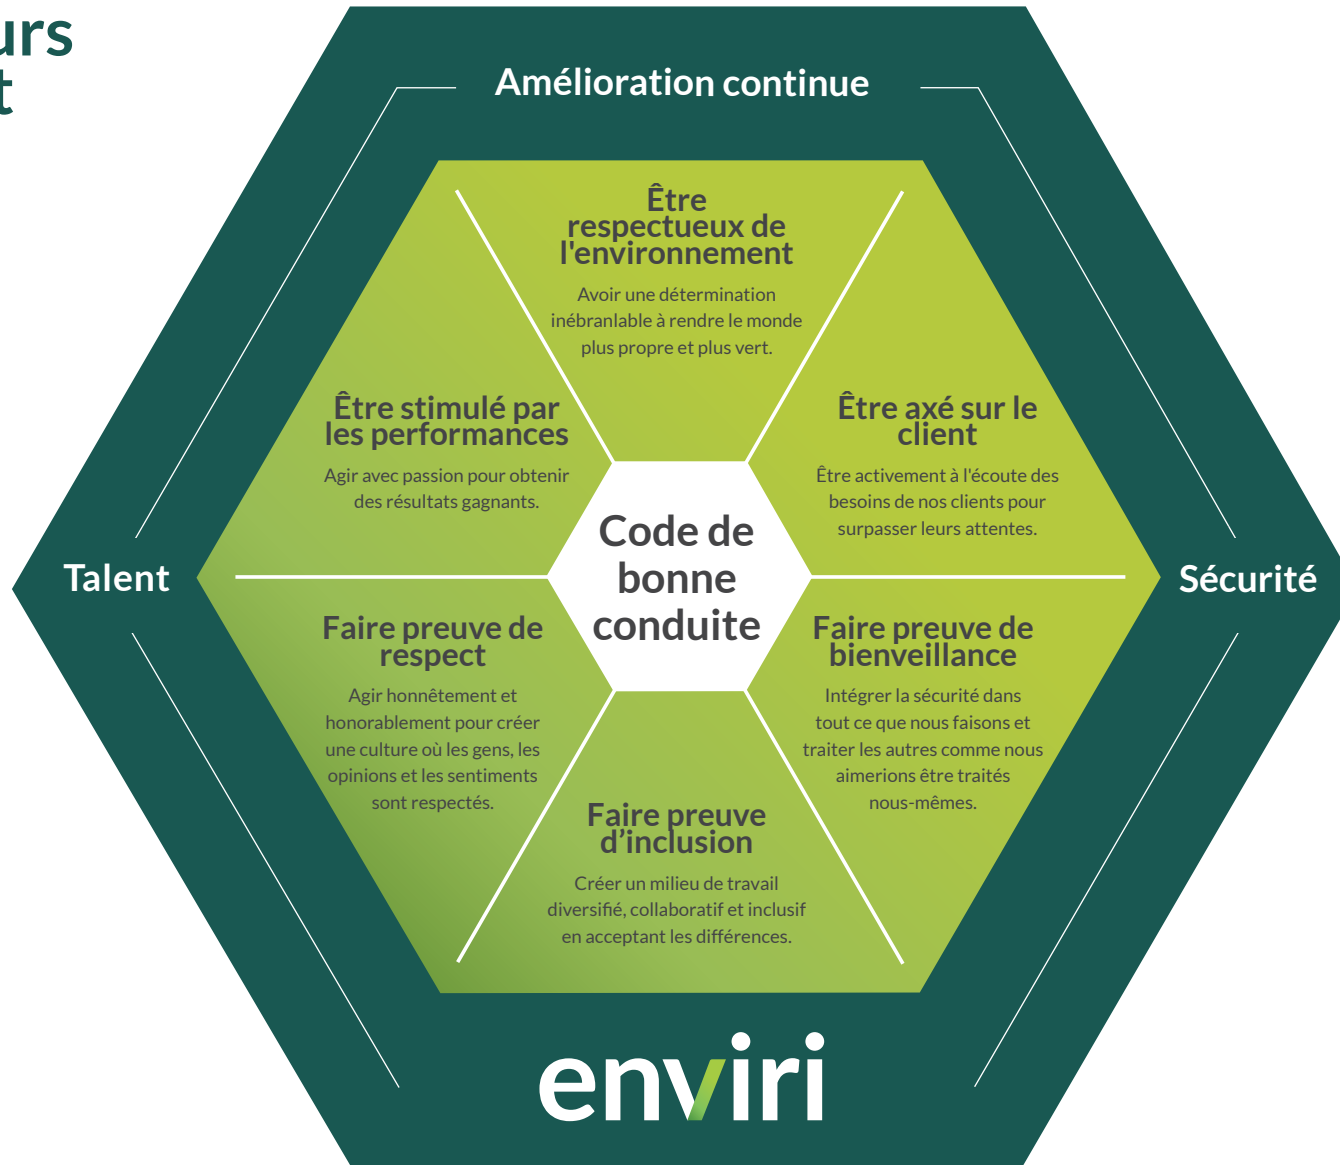 Amélioration continue
Être
respectueux de
l'environnement
Avoir une détermination
inébranlable à rendre le monde
plus propre et plus vert.
Être stimulé par
les performances
Agir avec passion pour obtenir
des résultats gagnants.
Être axé sur le
client
Être activement à l'écoute des
besoins de nos clients pour
surpasser leurs attentes.
Code de
bonne
conduite
Talent
Sécurité
Faire preuve de
respect
Agir honnêtement et
honorablement pour créer
une culture où les gens, les
opinions et les sentiments
sont respectés.
Faire preuve de
bienveillance
Intégrer la sécurité dans
tout ce que nous faisons et
traiter les autres comme nous
aimerions être traités
nous-mêmes.
Faire preuve
d’inclusion
Créer un milieu de travail
diversifié, collaboratif et inclusif
en acceptant les différences.
enviri